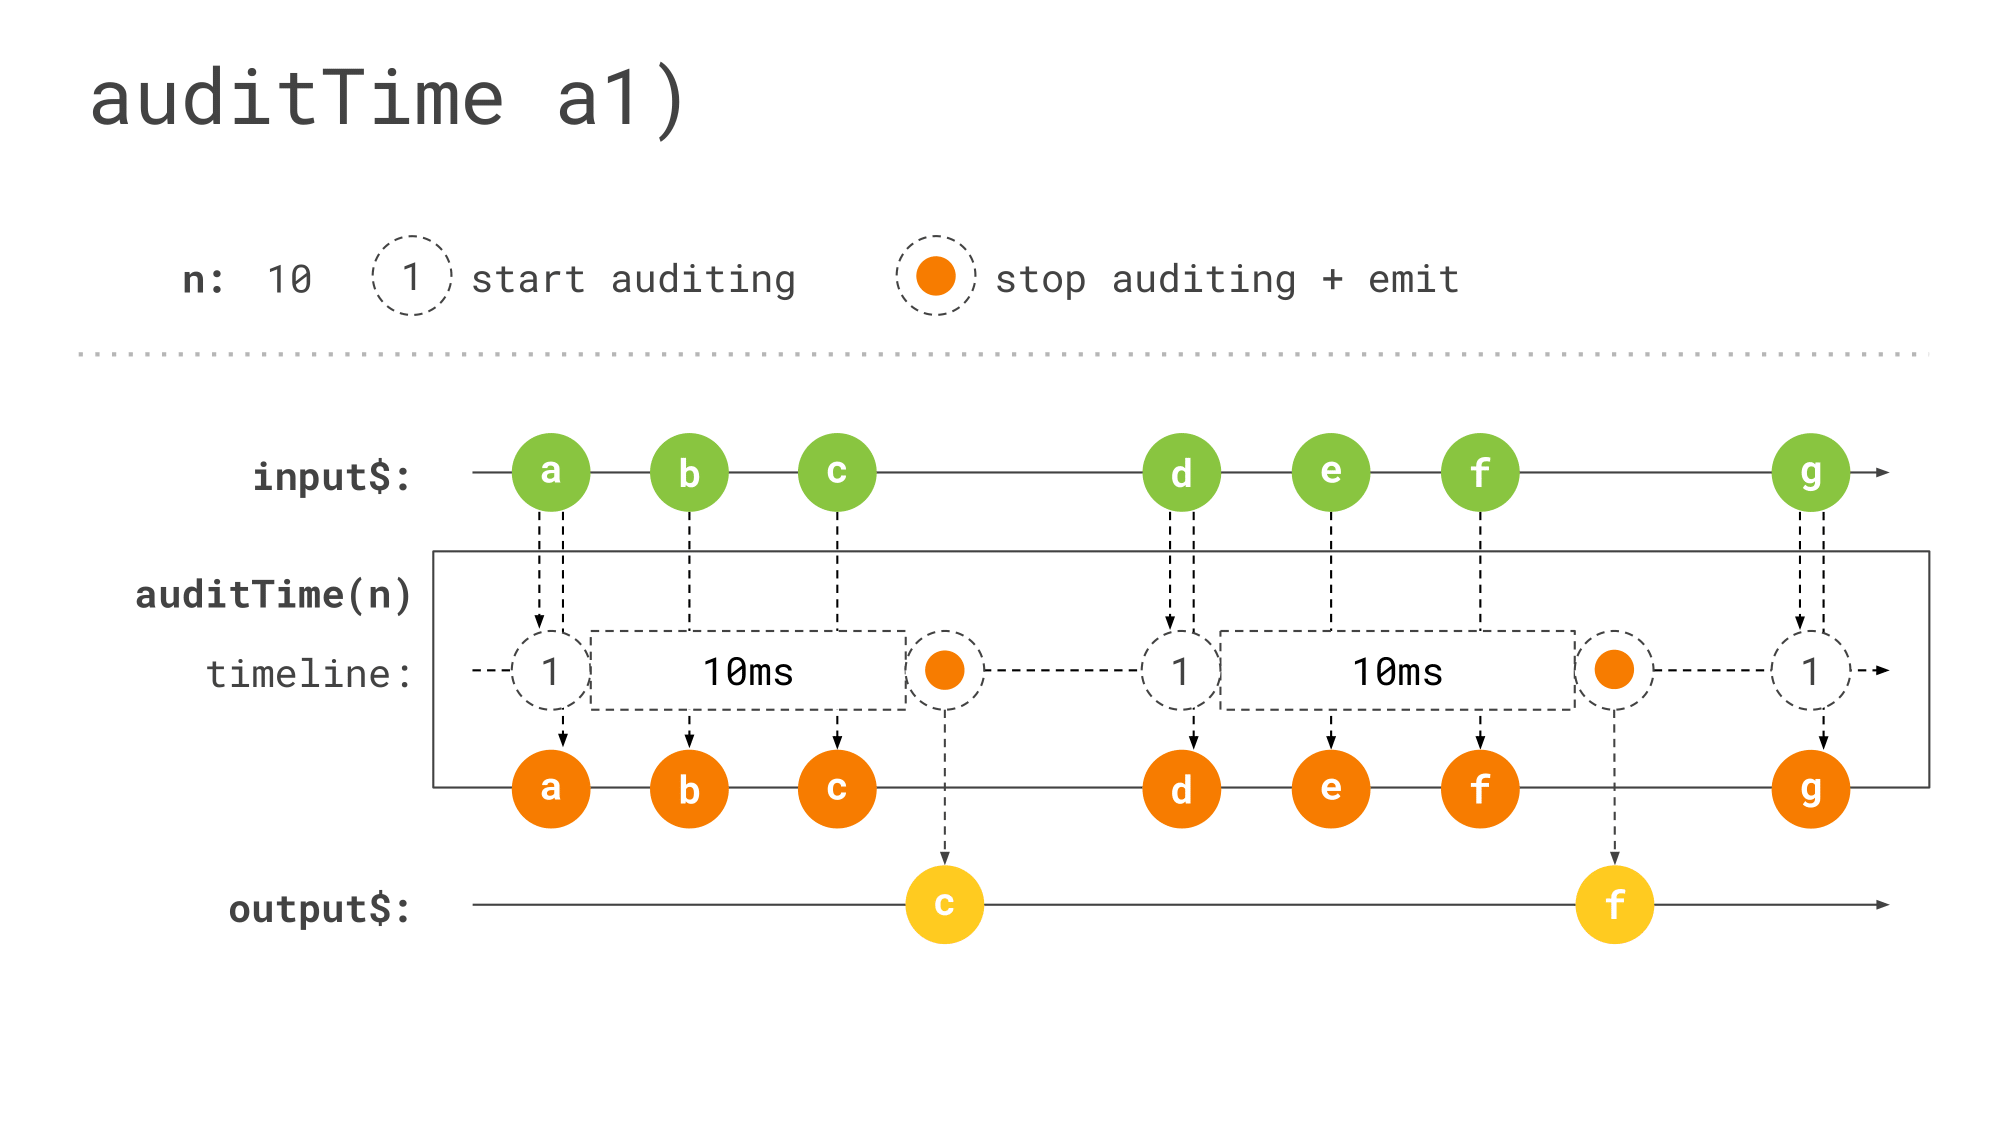 auditTime a1)
n: 10 1 start auditing stop auditing + emit
input$: a b c d e f g
auditTime(n)
timeline: 1 10ms 1 10ms 1
a b c d e f g
output$: c f